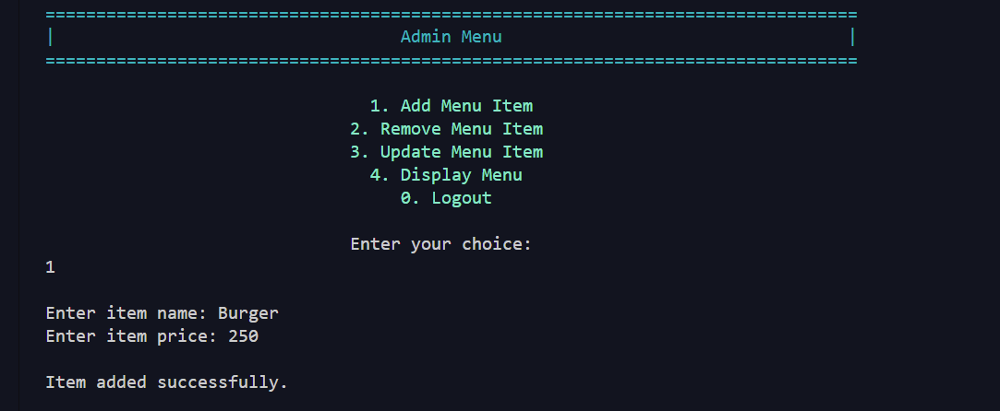 ================================================================================
|                                  Admin Menu                                  |
================================================================================
1. Add Menu Item
2. Remove Menu Item
3. Update Menu Item
4. Display Menu
0. Logout
Enter your choice:
1
Enter item name: Burger
Enter item price: 250
Item added successfully.